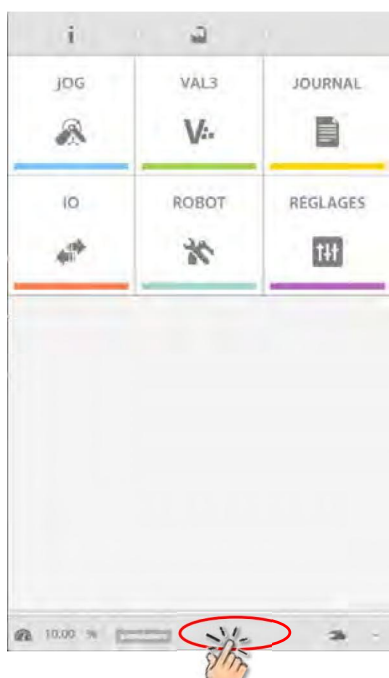 i
JOG VAL3 JOURNAL
V
IO ROBOT RÉGLAGES
10.00 %